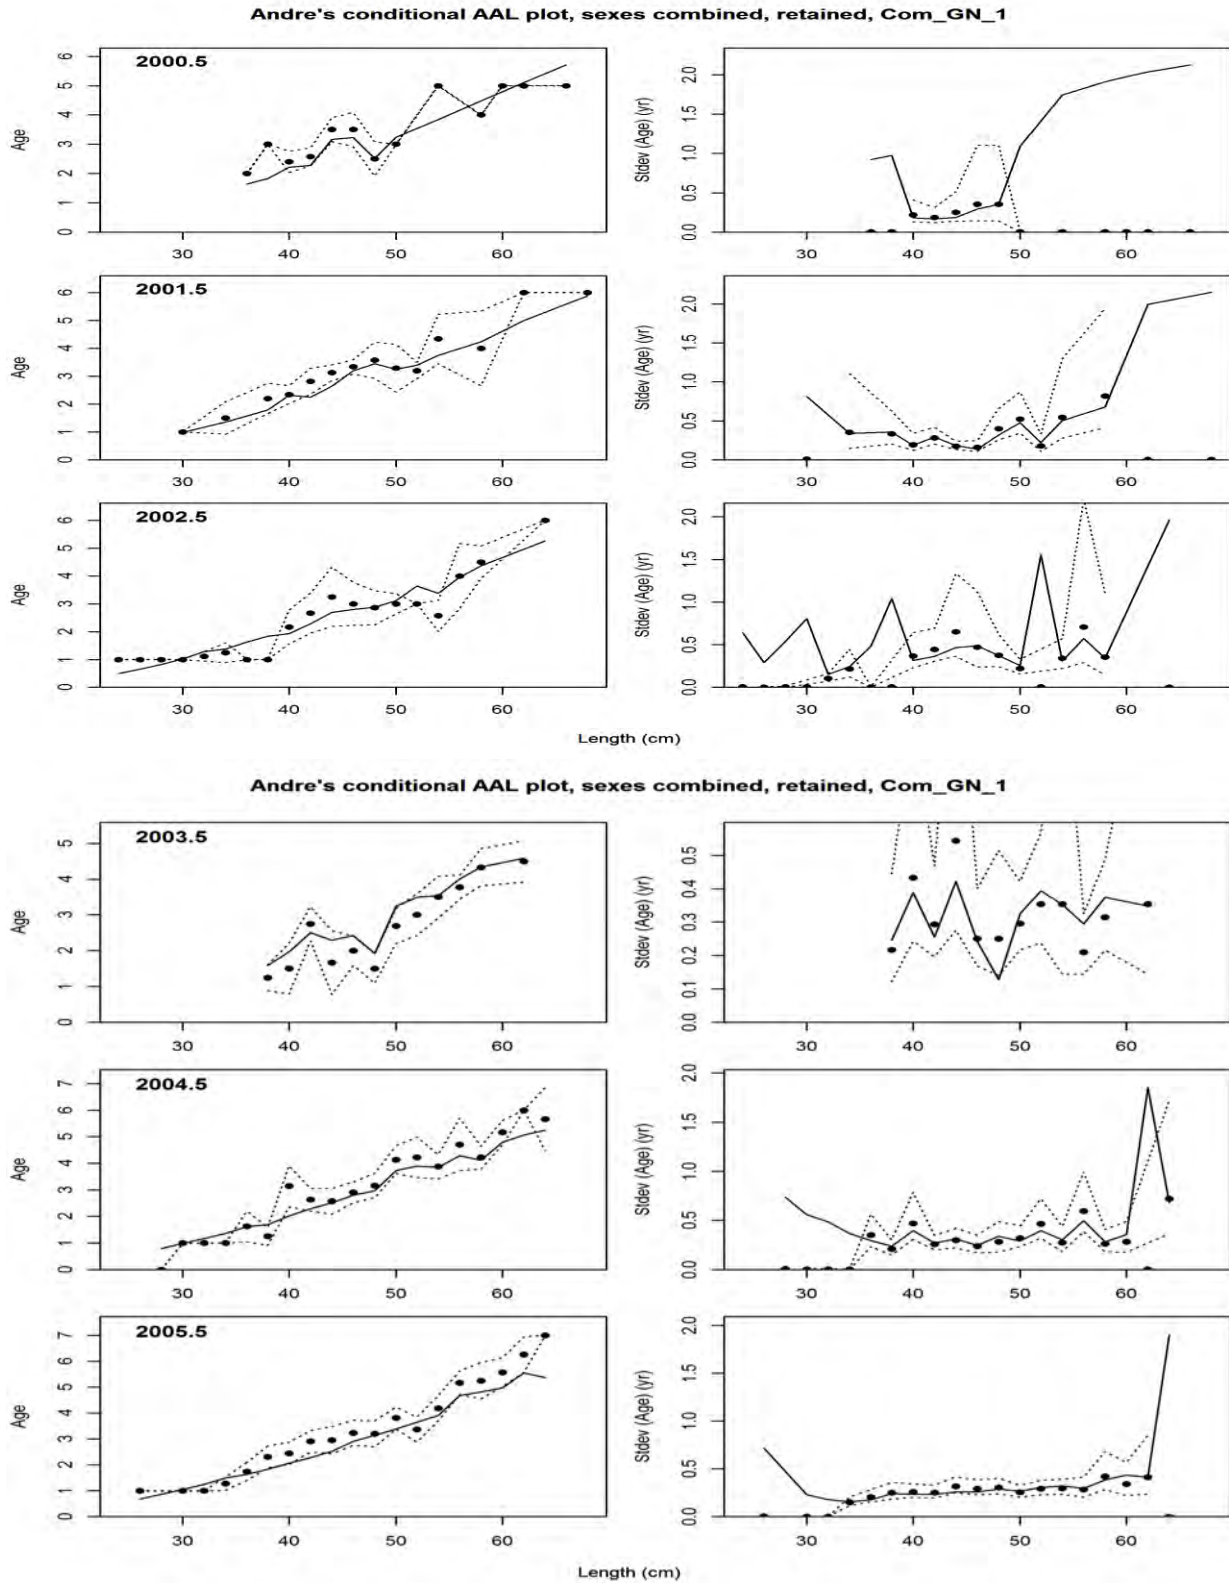 Andre's conditional AAL plot, sexes combined, retained, Com_GN_1
2000.5
Age
0 1 2 3 4 5 6
30 40 50 60
Stdev (Age) (yr)
0.0 0.5 1.0 1.5 2.0
30 40 50 60
2001.5
Age
0 1 2 3 4 5 6
30 40 50 60
Stdev (Age) (yr)
0.0 0.5 1.0 1.5 2.0
30 40 50 60
2002.5
Age
0 1 2 3 4 5 6
30 40 50 60
Stdev (Age) (yr)
0.0 0.5 1.0 1.5 2.0
30 40 50 60
Length (cm)
Andre's conditional AAL plot, sexes combined, retained, Com_GN_1
2003.5
Age
0 1 2 3 4 5
30 40 50 60
Stdev (Age) (yr)
0.0 0.1 0.2 0.3 0.4 0.5
30 40 50 60
2004.5
Age
0 1 2 3 4 5 6 7
30 40 50 60
Stdev (Age) (yr)
0.0 0.5 1.0 1.5 2.0
30 40 50 60
2005.5
Age
0 1 2 3 4 5 6 7
30 40 50 60
Stdev (Age) (yr)
0.0 0.5 1.0 1.5 2.0
30 40 50 60
Length (cm)